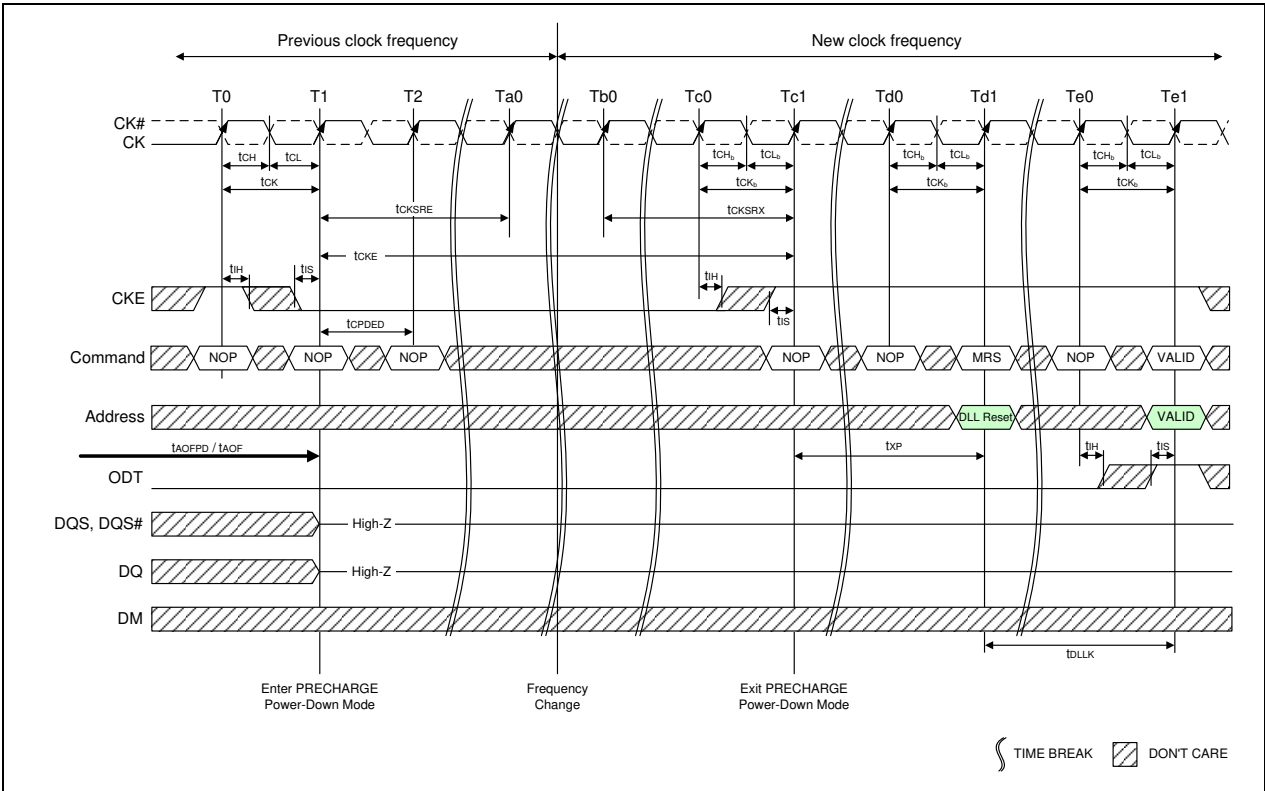 Previous clock frequency New clock frequency
T0 T1 T2 Ta0 Tb0 Tc0 Tc1 Td0 Td1 Te0 Te1
CK#
CK
tCH tCL tCHb tCLb tCHb tCLb tCHb tCLb
tCK tCKb tCKb tCKb
tCKSRE tCKSRX
tCKE
tIH tIS tIH
CKE
tIS
tCPDED
Command NOP NOP NOP NOP NOP MRS NOP VALID
Address DLL Reset VALID
tAOFPD / tAOF tXP tIH tIS
ODT
DQS, DQS# High-Z
DQ High-Z
DM
tDLLK
Enter PRECHARGE Frequency Exit PRECHARGE
Power-Down Mode Change Power-Down Mode
TIME BREAK DON'T CARE